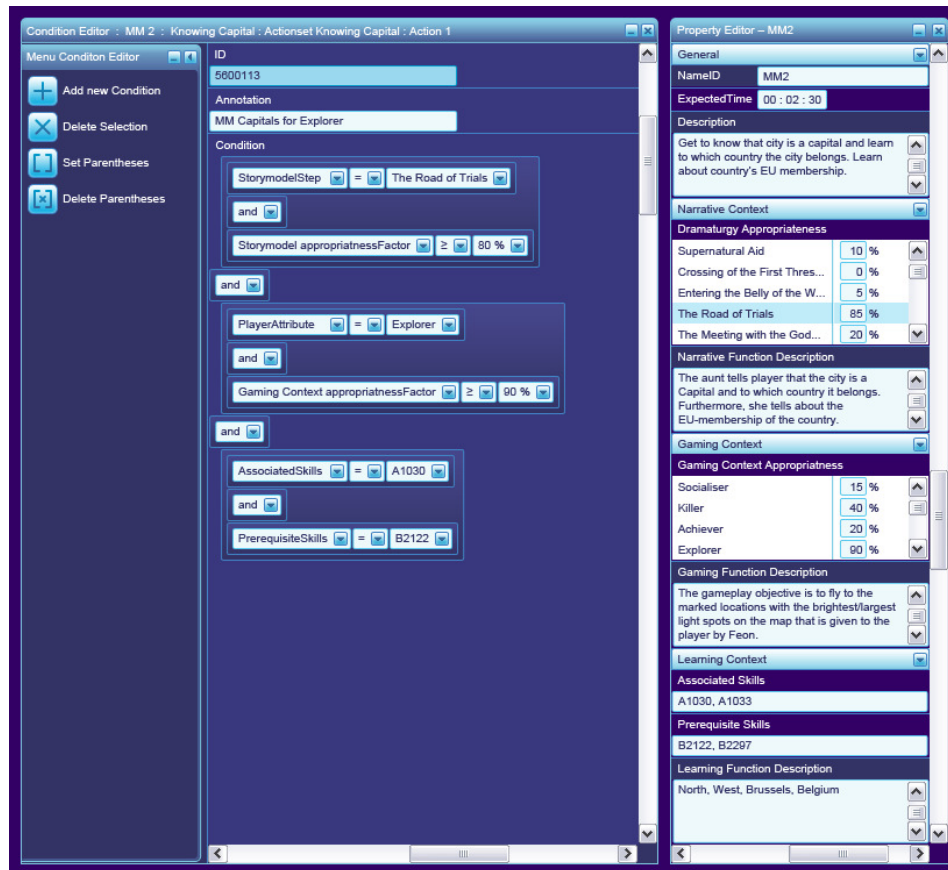 Condition Editor : MM 2 : Knowing Capital : Actionset Knowing Capital : Action 1
Menu Conditon Editor
Add new Condition
Delete Selection
Set Parentheses
Delete Parentheses
ID
5600113
Annotation
MM Capitals for Explorer
Condition
StorymodelStep = The Road of Trials
and
Storymodel appropriatnessFactor ≥ 80 %
and
PlayerAttribute = Explorer
and
Gaming Context appropriatnessFactor ≥ 90 %
and
AssociatedSkills = A1030
and
PrerequisiteSkills = B2122
Property Editor – MM2
General
NameID MM2
ExpectedTime 00 : 02 : 30
Description
Get to know that city is a capital and learn
to which country the city belongs. Learn
about country's EU membership.
Narrative Context
Dramaturgy Appropriateness
Supernatural Aid 10 %
Crossing of the First Thres... 0 %
Entering the Belly of the W... 5 %
The Road of Trials 85 %
The Meeting with the God... 20 %
Narrative Function Description
The aunt tells player that the city is a
Capital and to which country it belongs.
Furthermore, she tells about the
EU-membership of the country.
Gaming Context
Gaming Context Appropriatness
Socialiser 15 %
Killer 40 %
Achiever 20 %
Explorer 90 %
Gaming Function Description
The gameplay objective is to fly to the
marked locations with the brightest/largest
light spots on the map that is given to the
player by Feon.
Learning Context
Associated Skills
A1030, A1033
Prerequisite Skills
B2122, B2297
Learning Function Description
North, West, Brussels, Belgium